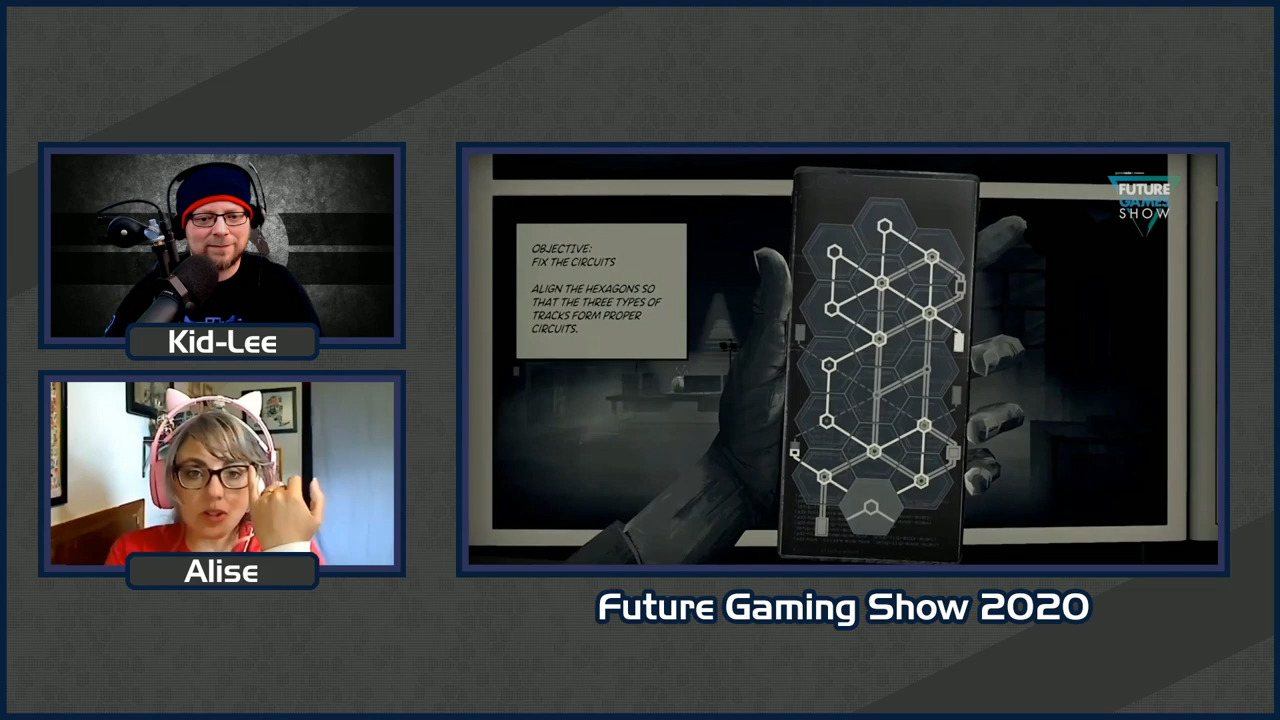 FUTURE
GAMES
SHOW
OBJECTIVE:
FIX THE CIRCUITS
ALIGN THE HEXAGONS SO
THAT THE THREE TYPES OF
TRACKS FORM PROPER
CIRCUITS.
Kid-Lee
Alise
Future Gaming Show 2020